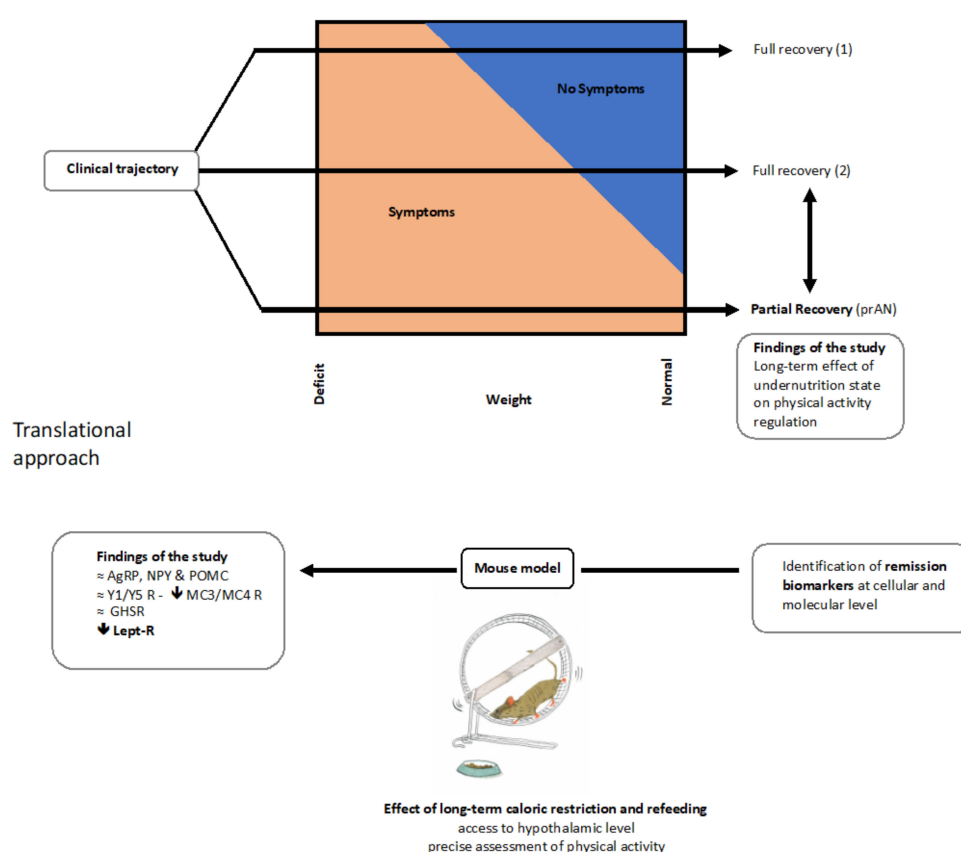 Full recovery (1)
No Symptoms
Clinical trajectory
Full recovery (2)
Symptoms
Partial Recovery (prAN)
Findings of the study
Long-term effect of
undernutrition state
on physical activity
regulation
Deficit
Weight
Normal
Translational
approach
Findings of the study
≈ AgRP, NPY & POMC
≈ Y1/Y5 R - 🡇 MC3/MC4 R
≈ GHSR
🡇 Lept-R
Mouse model
Identification of remission
biomarkers at cellular and
molecular level
Effect of long-term caloric restriction and refeeding
access to hypothalamic level
precise assessment of physical activity